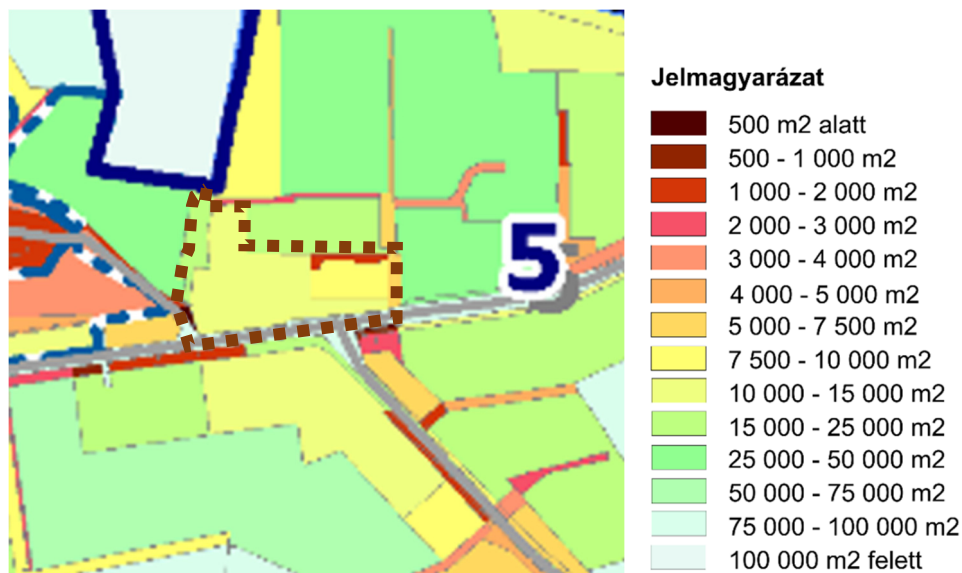 5
Jelmagyarázat
500 m2 alatt
500 - 1 000 m2
1 000 - 2 000 m2
2 000 - 3 000 m2
3 000 - 4 000 m2
4 000 - 5 000 m2
5 000 - 7 500 m2
7 500 - 10 000 m2
10 000 - 15 000 m2
15 000 - 25 000 m2
25 000 - 50 000 m2
50 000 - 75 000 m2
75 000 - 100 000 m2
100 000 m2 felett